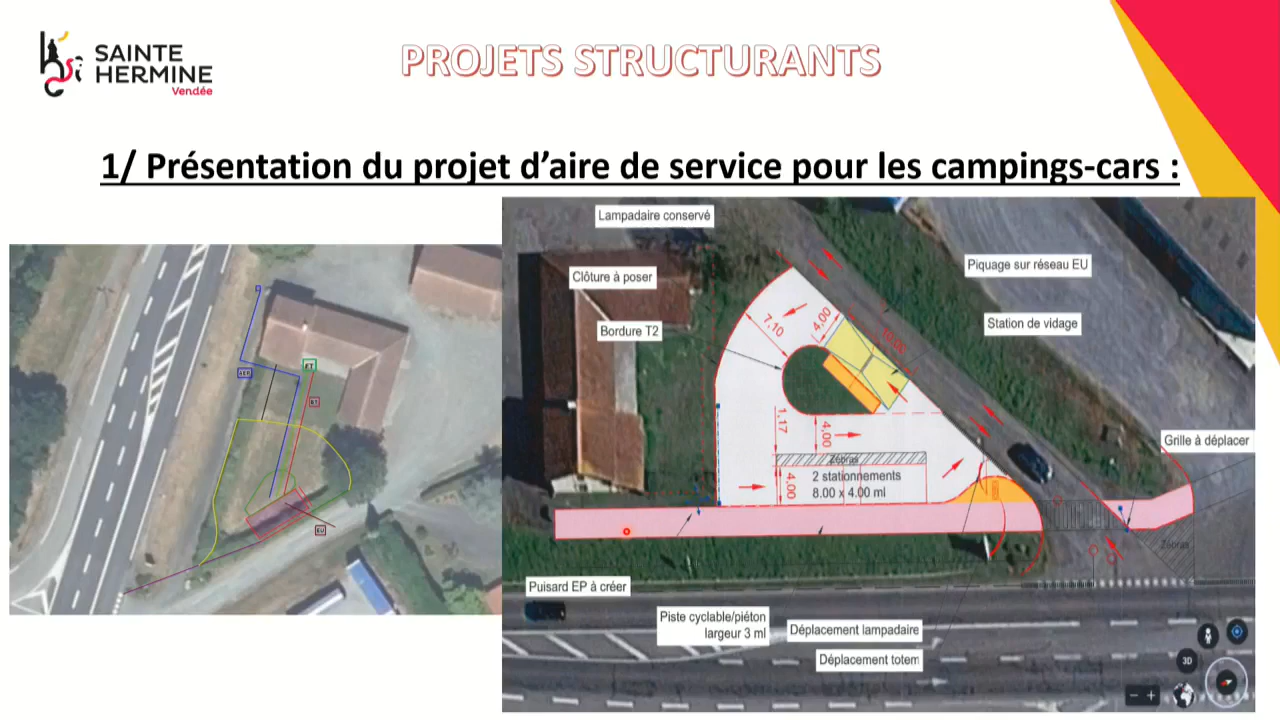 SAINTE
HERMINE
Vendée
PROJETS STRUCTURANTS
1/ Présentation du projet d’aire de service pour les campings-cars :
Lampadaire conservé
Clôture à poser
Bordure T2
Piquage sur réseau EU
Station de vidage
Grille à déplacer
7,10
4,00
10,05
1,17
4,00
Zébras
4,00
2 stationnements
8.00 x 4.00 ml
Zébras
Puisard EP à créer
Piste cyclable/piéton
largeur 3 ml
Déplacement lampadaire
Déplacement totem
3D
EU